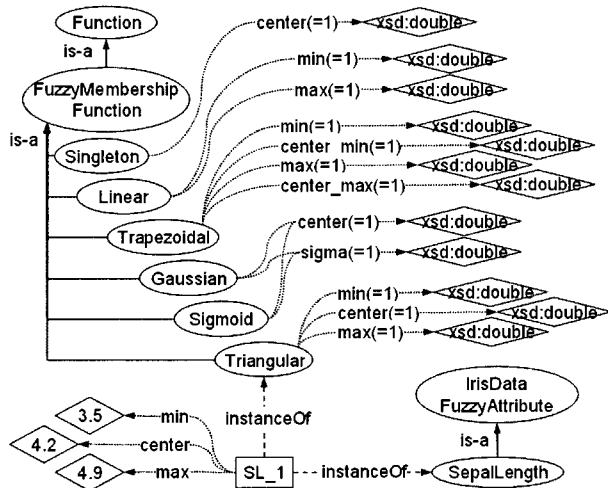 Function
center(=1) xsd:double
is-a
min(=1) xsd:double
FuzzyMembership
Function
max(=1) xsd:double
is-a
min(=1) xsd:double
Singleton
center_min(=1) xsd:double
max(=1) xsd:double
Linear
center_max(=1) xsd:double
Trapezoidal
center(=1) xsd:double
sigma(=1) xsd:double
Gaussian
min(=1) xsd:double
Sigmoid
center(=1) xsd:double
max(=1) xsd:double
Triangular
IrisData
FuzzyAttribute
3.5 min
instanceOf
is-a
4.2 center
4.9 max
SL_1
instanceOf
SepalLength